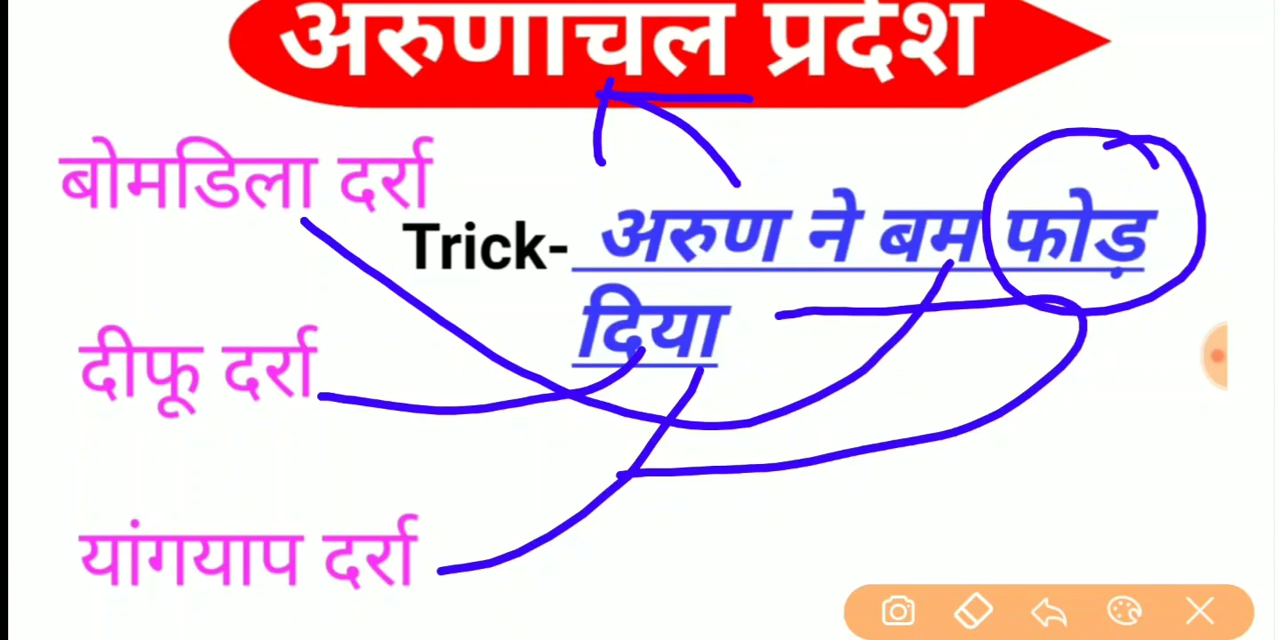 अरुणाचल प्रदेश
बोमडिला दर्रा
Trick- अरुण ने बम फोड़
दिया
दीफू दर्रा
यांगयाप दर्रा